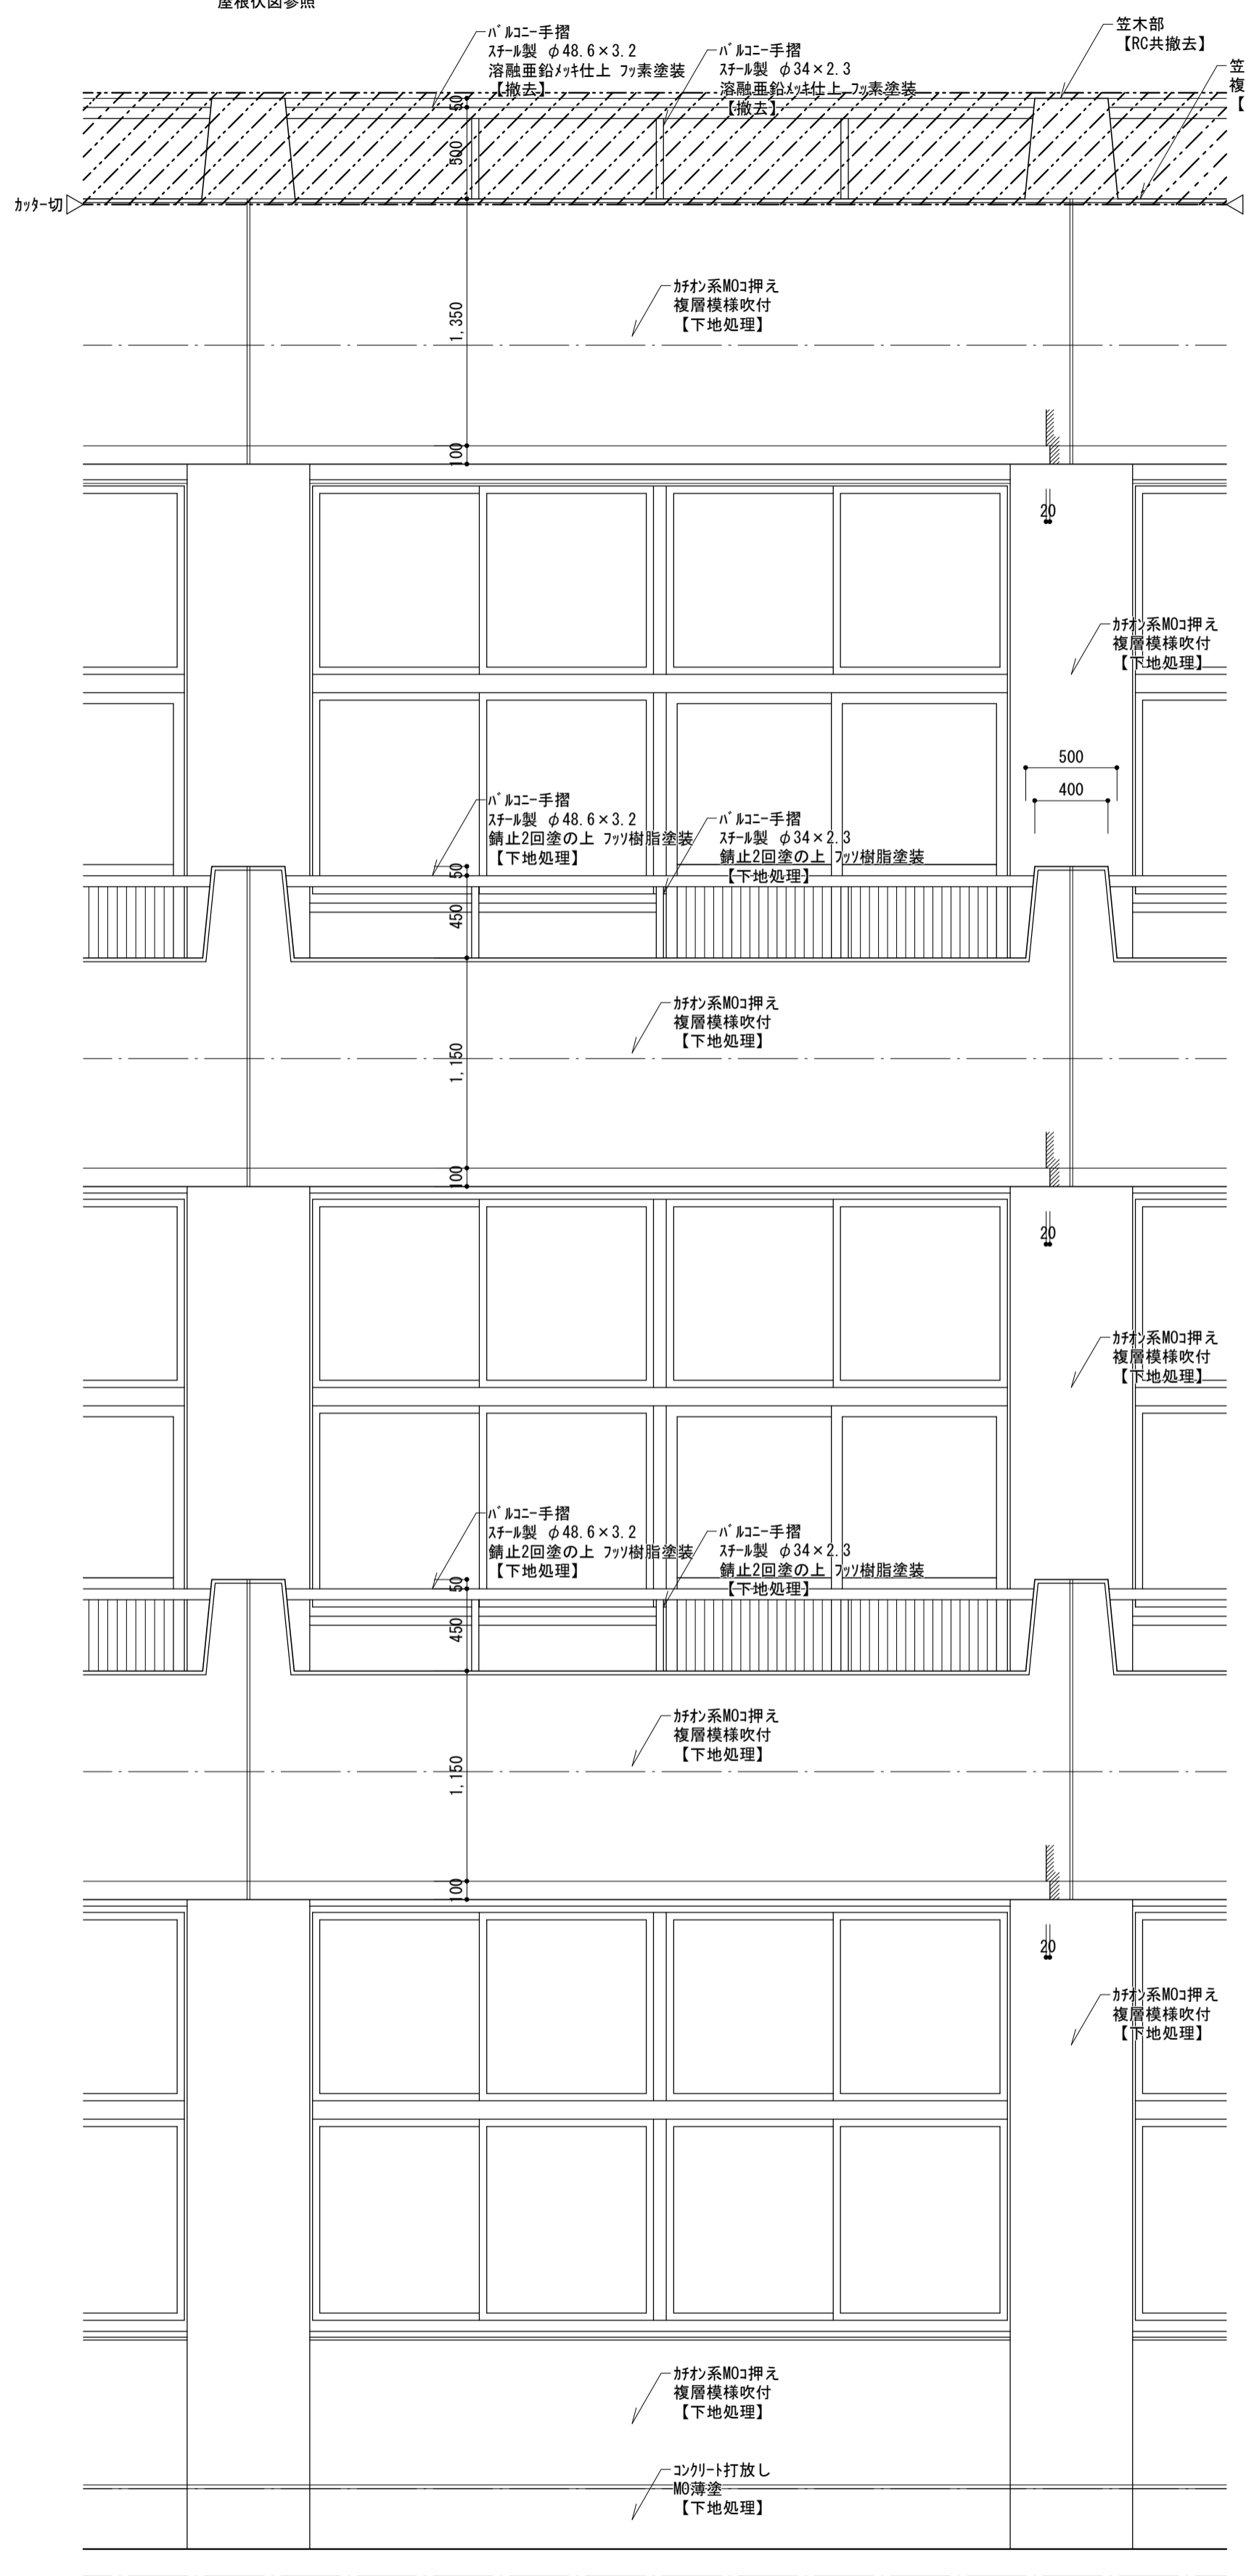 屋根伏図参照
ﾊﾞﾙｺﾆｰ手摺
ｽﾁｰﾙ製 φ48.6×3.2
溶融亜鉛ﾒｯｷ仕上 ﾌｯ素塗装
【撤去】
ﾊﾞﾙｺﾆｰ手摺
ｽﾁｰﾙ製 φ34×2.3
溶融亜鉛ﾒｯｷ仕上 ﾌｯ素塗装
【撤去】
笠木部
【RC共撤去】
笠
複
【
50
500
ｶｯﾀｰ切
ｶﾁｵﾝ系MOｺ押え
複層模様吹付
【下地処理】
1,350
100
20
ｶﾁｵﾝ系MOｺ押え
複層模様吹付
【下地処理】
500
400
ﾊﾞﾙｺﾆｰ手摺
ｽﾁｰﾙ製 φ48.6×3.2
錆止2回塗の上 ﾌｯｿ樹脂塗装
【下地処理】
ﾊﾞﾙｺﾆｰ手摺
ｽﾁｰﾙ製 φ34×2.3
錆止2回塗の上 ﾌｯｿ樹脂塗装
【下地処理】
50
450
ｶﾁｵﾝ系MOｺ押え
複層模様吹付
【下地処理】
1,150
100
20
ｶﾁｵﾝ系MOｺ押え
複層模様吹付
【下地処理】
ﾊﾞﾙｺﾆｰ手摺
ｽﾁｰﾙ製 φ48.6×3.2
錆止2回塗の上 ﾌｯｿ樹脂塗装
【下地処理】
ﾊﾞﾙｺﾆｰ手摺
ｽﾁｰﾙ製 φ34×2.3
錆止2回塗の上 ﾌｯｿ樹脂塗装
【下地処理】
50
450
ｶﾁｵﾝ系MOｺ押え
複層模様吹付
【下地処理】
1,150
100
20
ｶﾁｵﾝ系MOｺ押え
複層模様吹付
【下地処理】
ｶﾁｵﾝ系MOｺ押え
複層模様吹付
【下地処理】
ｺﾝｸﾘｰﾄ打放し
MO薄塗
【下地処理】